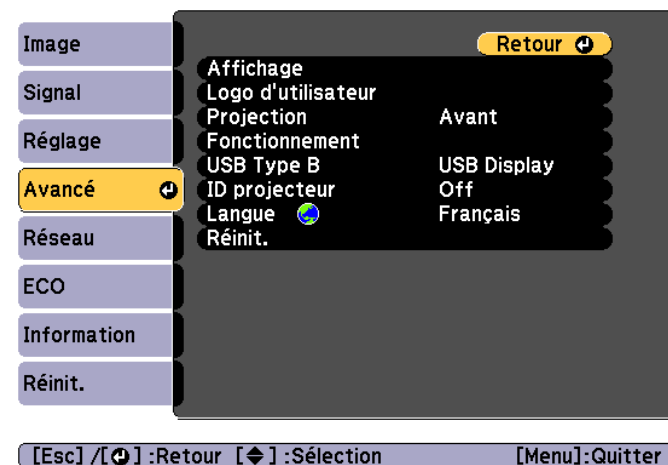 Image
Signal
Réglage
Avancé
Réseau
ECO
Information
Réinit.
Retour
Affichage
Logo d'utilisateur
Projection Avant
Fonctionnement
USB Type B USB Display
ID projecteur Off
Langue Français
Réinit.
[Esc] /[ ] :Retour [ ] :Sélection [Menu]:Quitter